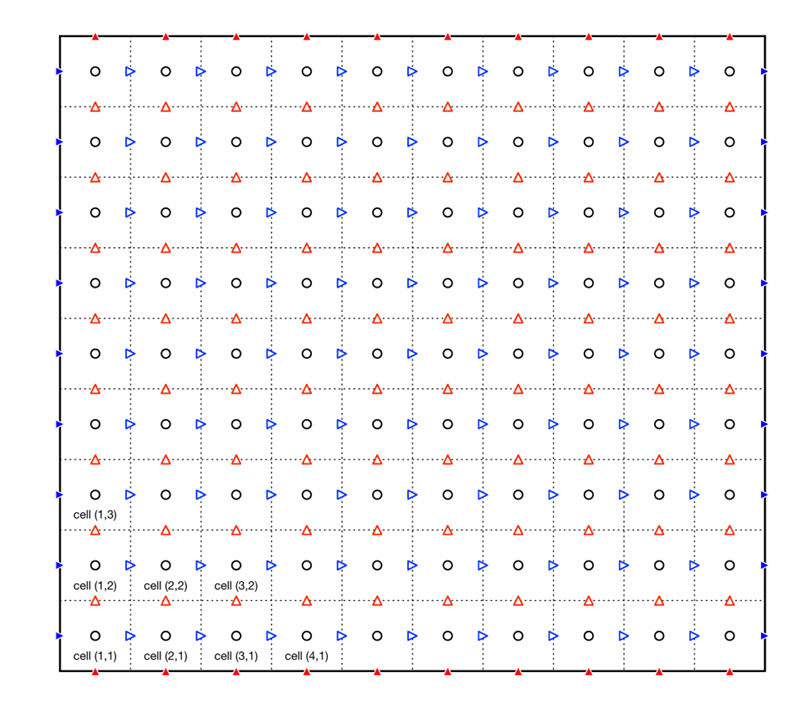 cell (1,3)
cell (1,2) cell (2,2) cell (3,2)
cell (1,1) cell (2,1) cell (3,1) cell (4,1)